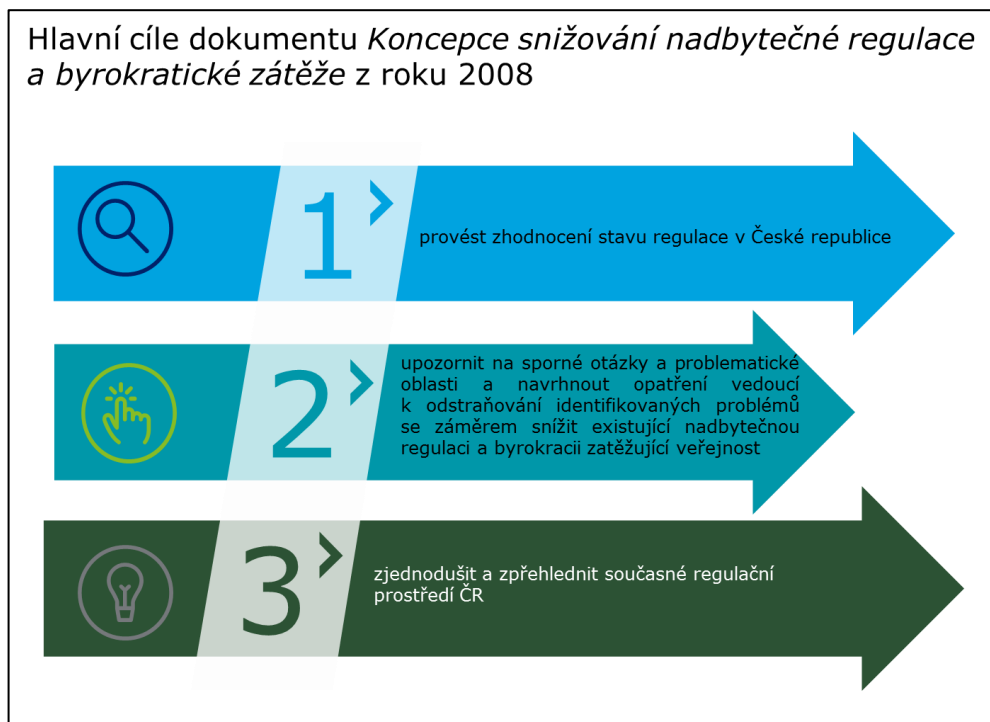 Hlavní cíle dokumentu Koncepce snižování nadbytečné regulace
a byrokratické zátěže z roku 2008
1
provést zhodnocení stavu regulace v České republice
2
upozornit na sporné otázky a problematické
oblasti a navrhnout opatření vedoucí
k odstraňování identifikovaných problémů
se záměrem snížit existující nadbytečnou
regulaci a byrokracii zatěžující veřejnost
3
zjednodušit a zpřehlednit současné regulační
prostředí ČR